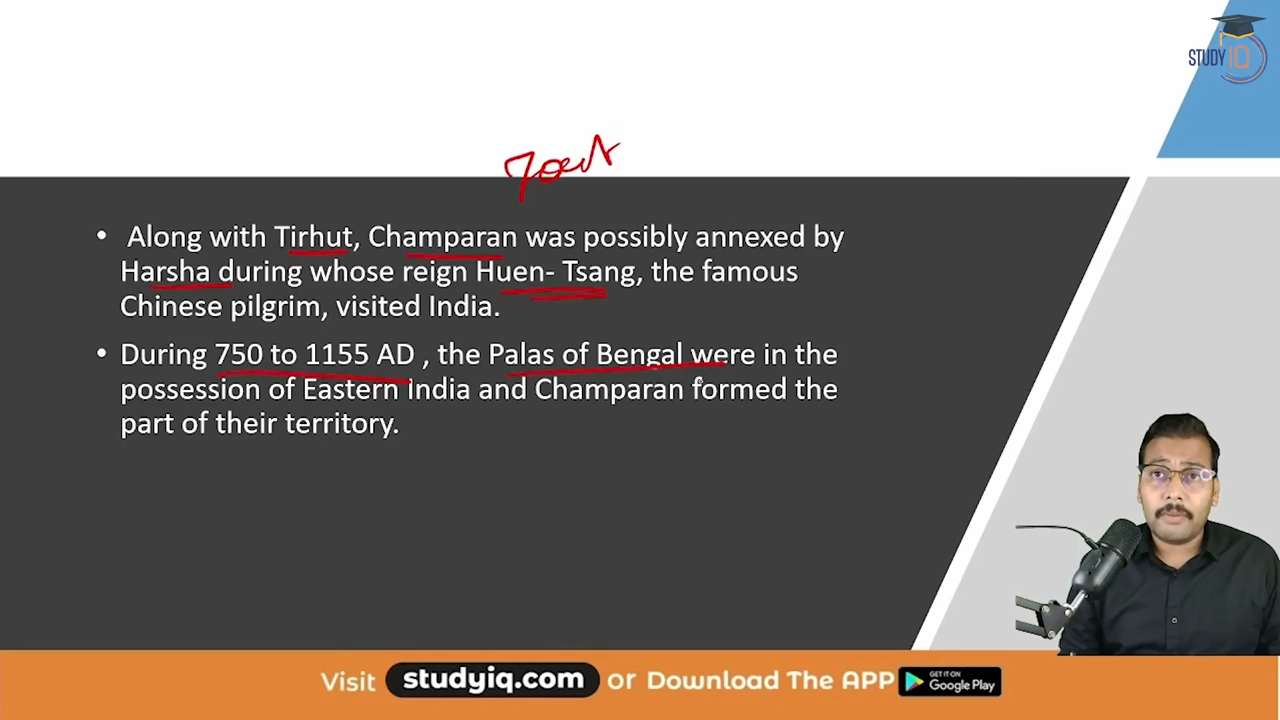 STUDY IQ
• Along with Tirhut, Champaran was possibly annexed by
Harsha during whose reign Huen- Tsang, the famous
Chinese pilgrim, visited India.
• During 750 to 1155 AD , the Palas of Bengal were in the
possession of Eastern India and Champaran formed the
part of their territory.
Visit studyiq.com or Download The APP GET IT ON Google Play